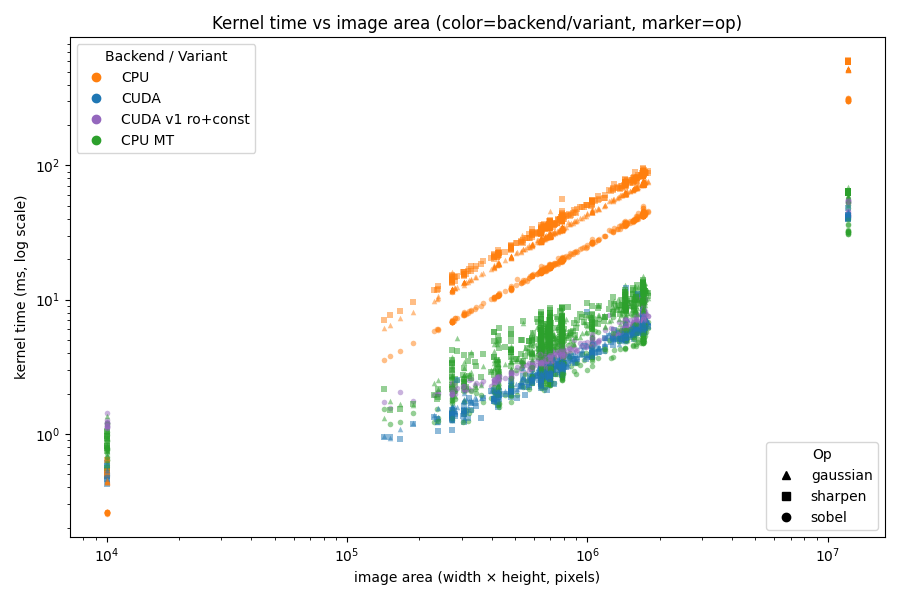 Kernel time vs image area (color=backend/variant, marker=op)
Backend / Variant
CPU
CUDA
CUDA v1 ro+const
CPU MT
kernel time (ms, log scale)
10²
10¹
10⁰
Op
gaussian
sharpen
sobel
10⁴ 10⁵ 10⁶ 10⁷
image area (width × height, pixels)